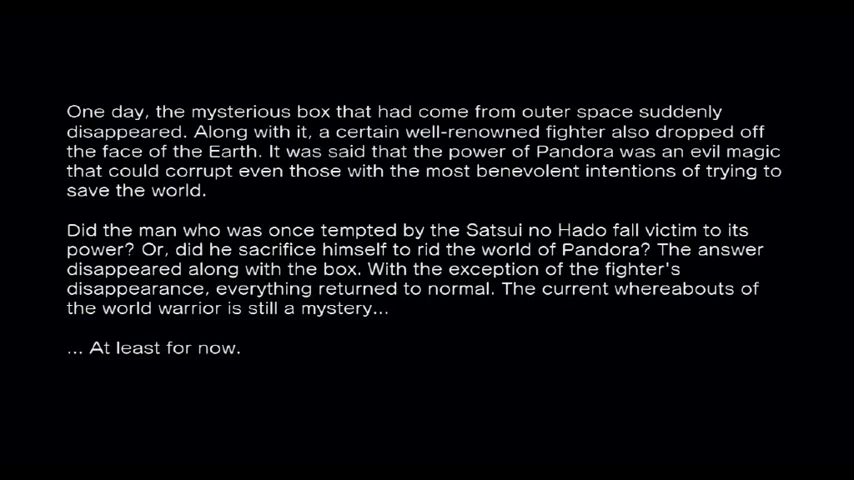 One day, the mysterious box that had come from outer space suddenly
disappeared. Along with it, a certain well-renowned fighter also dropped off
the face of the Earth. It was said that the power of Pandora was an evil magic
that could corrupt even those with the most benevolent intentions of trying to
save the world.
Did the man who was once tempted by the Satsui no Hado fall victim to its
power? Or, did he sacrifice himself to rid the world of Pandora? The answer
disappeared along with the box. With the exception of the fighter's
disappearance, everything returned to normal. The current whereabouts of
the world warrior is still a mystery...
... At least for now.